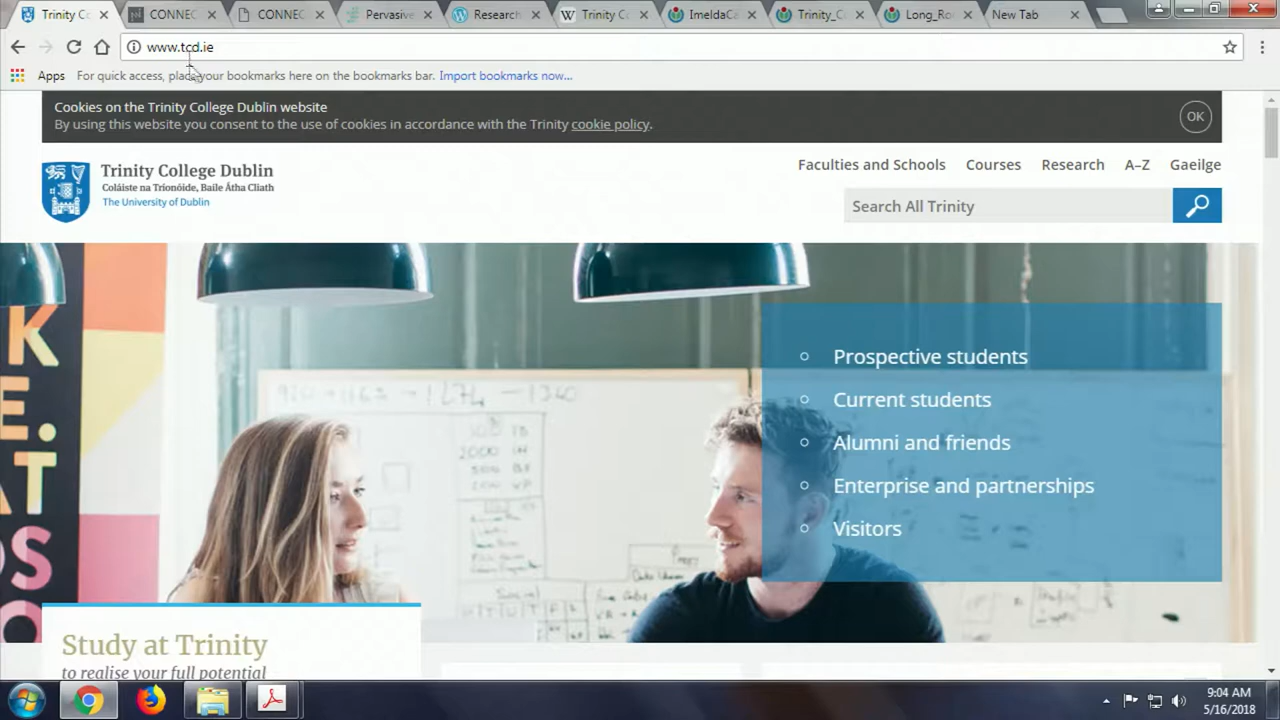 Trinity C
CONNEC
CONNEC
Pervasive
Research
Trinity C
ImeldaCa
Trinity_C
Long_Ro
New Tab
www.tcd.ie
Apps
For quick access, place your bookmarks here on the bookmarks bar. Import bookmarks now...
Cookies on the Trinity College Dublin website
By using this website you consent to the use of cookies in accordance with the Trinity cookie policy.
OK
Trinity College Dublin
Coláiste na Tríonóide, Baile Átha Cliath
The University of Dublin
Faculties and Schools
Courses
Research
A–Z
Gaeilge
Search All Trinity
Prospective students
Current students
Alumni and friends
Enterprise and partnerships
Visitors
Study at Trinity
to realise your full potential
9:04 AM
5/16/2018